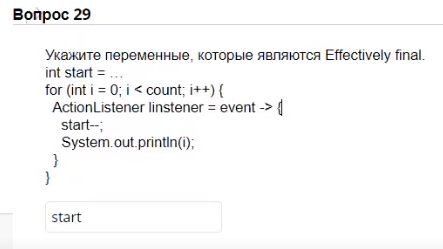 Вопрос 29
Укажите переменные, которые являются Effectively final.
int start = ...
for (int i = 0; i < count; i++) {
ActionListener linstener = event -> {
start--;
System.out.println(i);
}
}
start